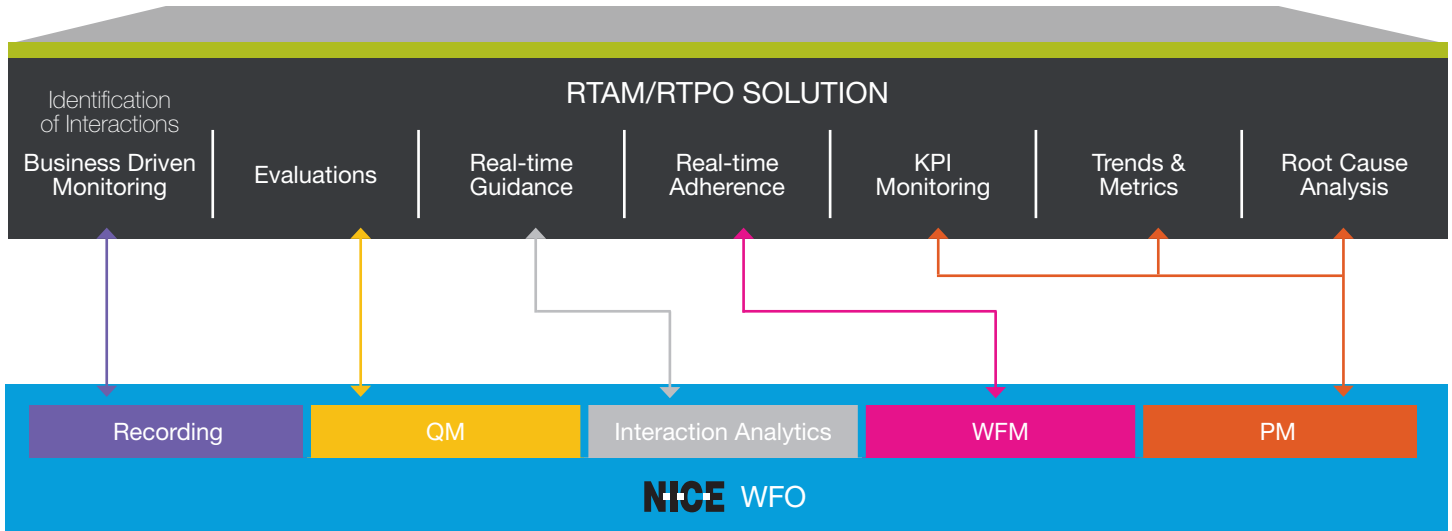 RTAM/RTPO SOLUTION
Identification
of Interactions
Business Driven
Monitoring
Evaluations
Real-time
Guidance
Real-time
Adherence
KPI
Monitoring
Trends &
Metrics
Root Cause
Analysis
Recording
QM
Interaction Analytics
WFM
PM
NICE WFO